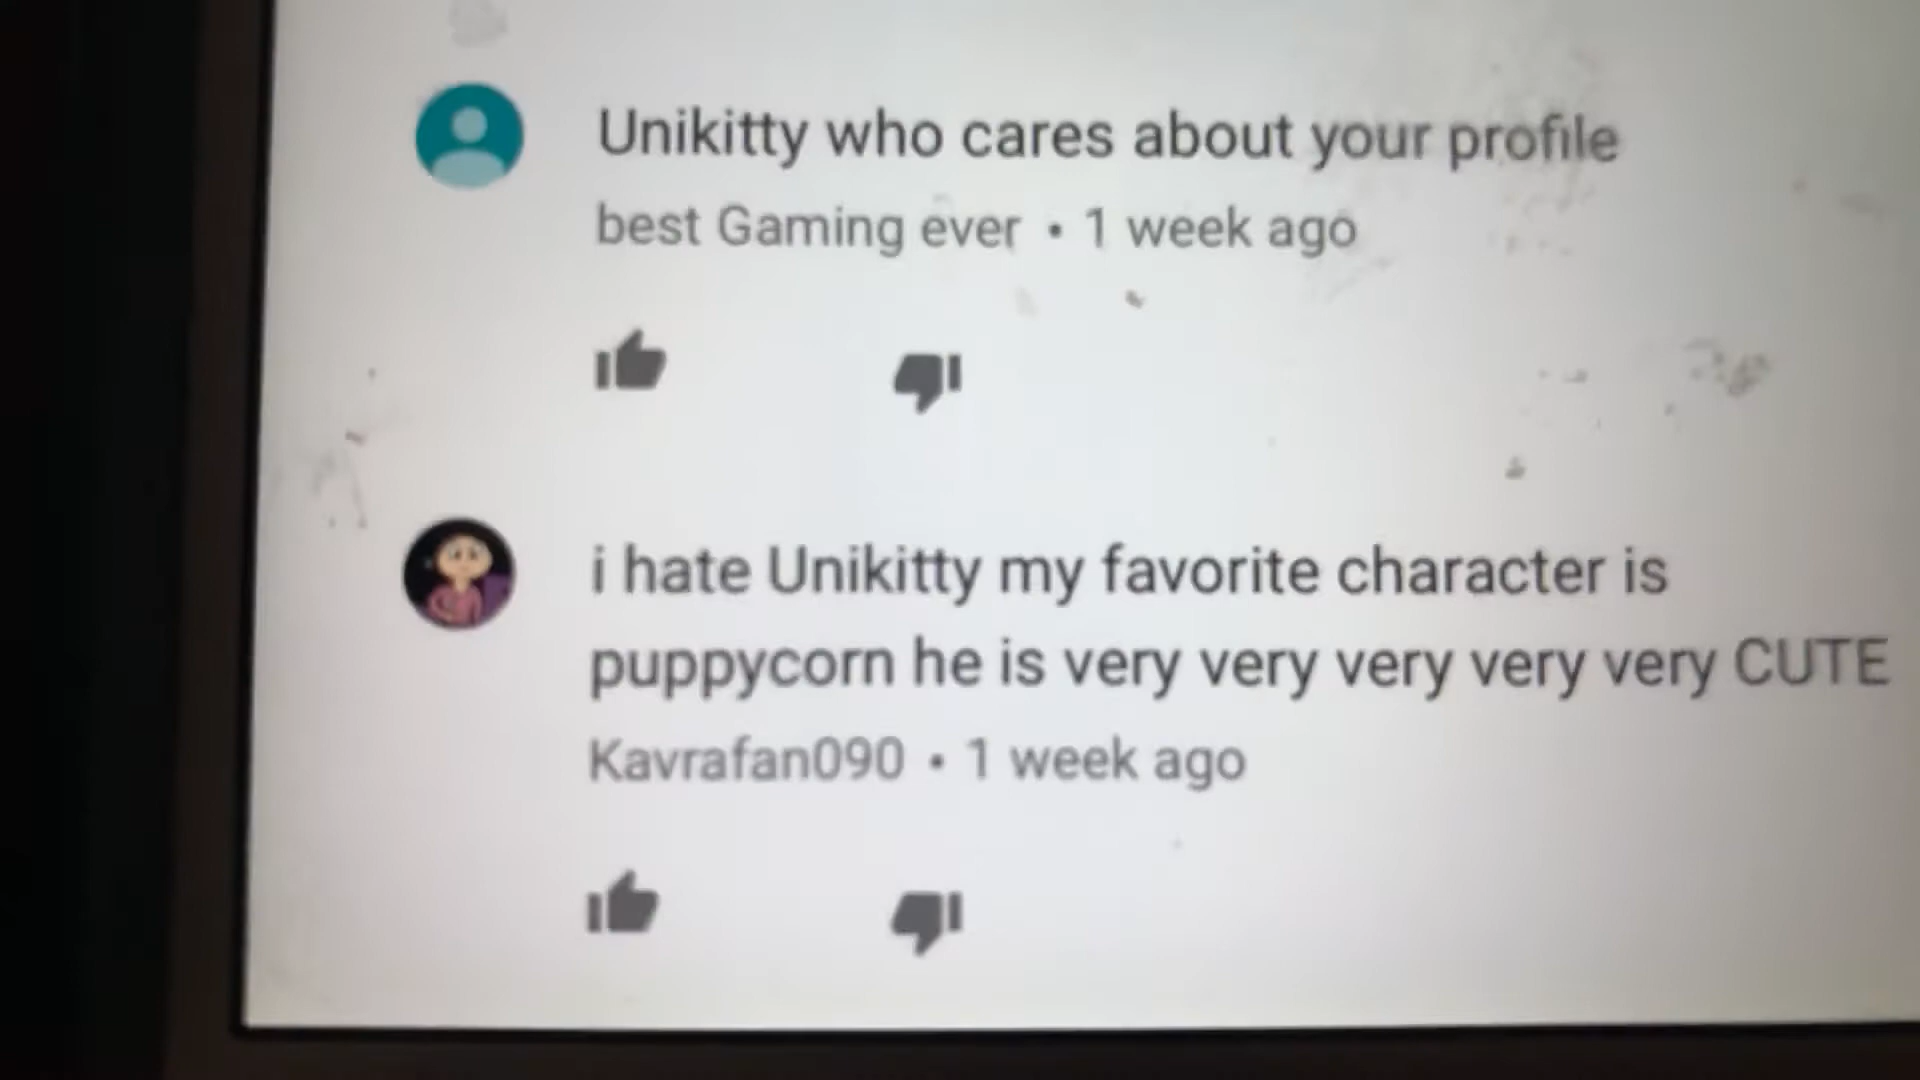 Unikitty who cares about your profile
best Gaming ever • 1 week ago
i hate Unikitty my favorite character is
puppycorn he is very very very very very CUTE
Kavrafan090 • 1 week ago